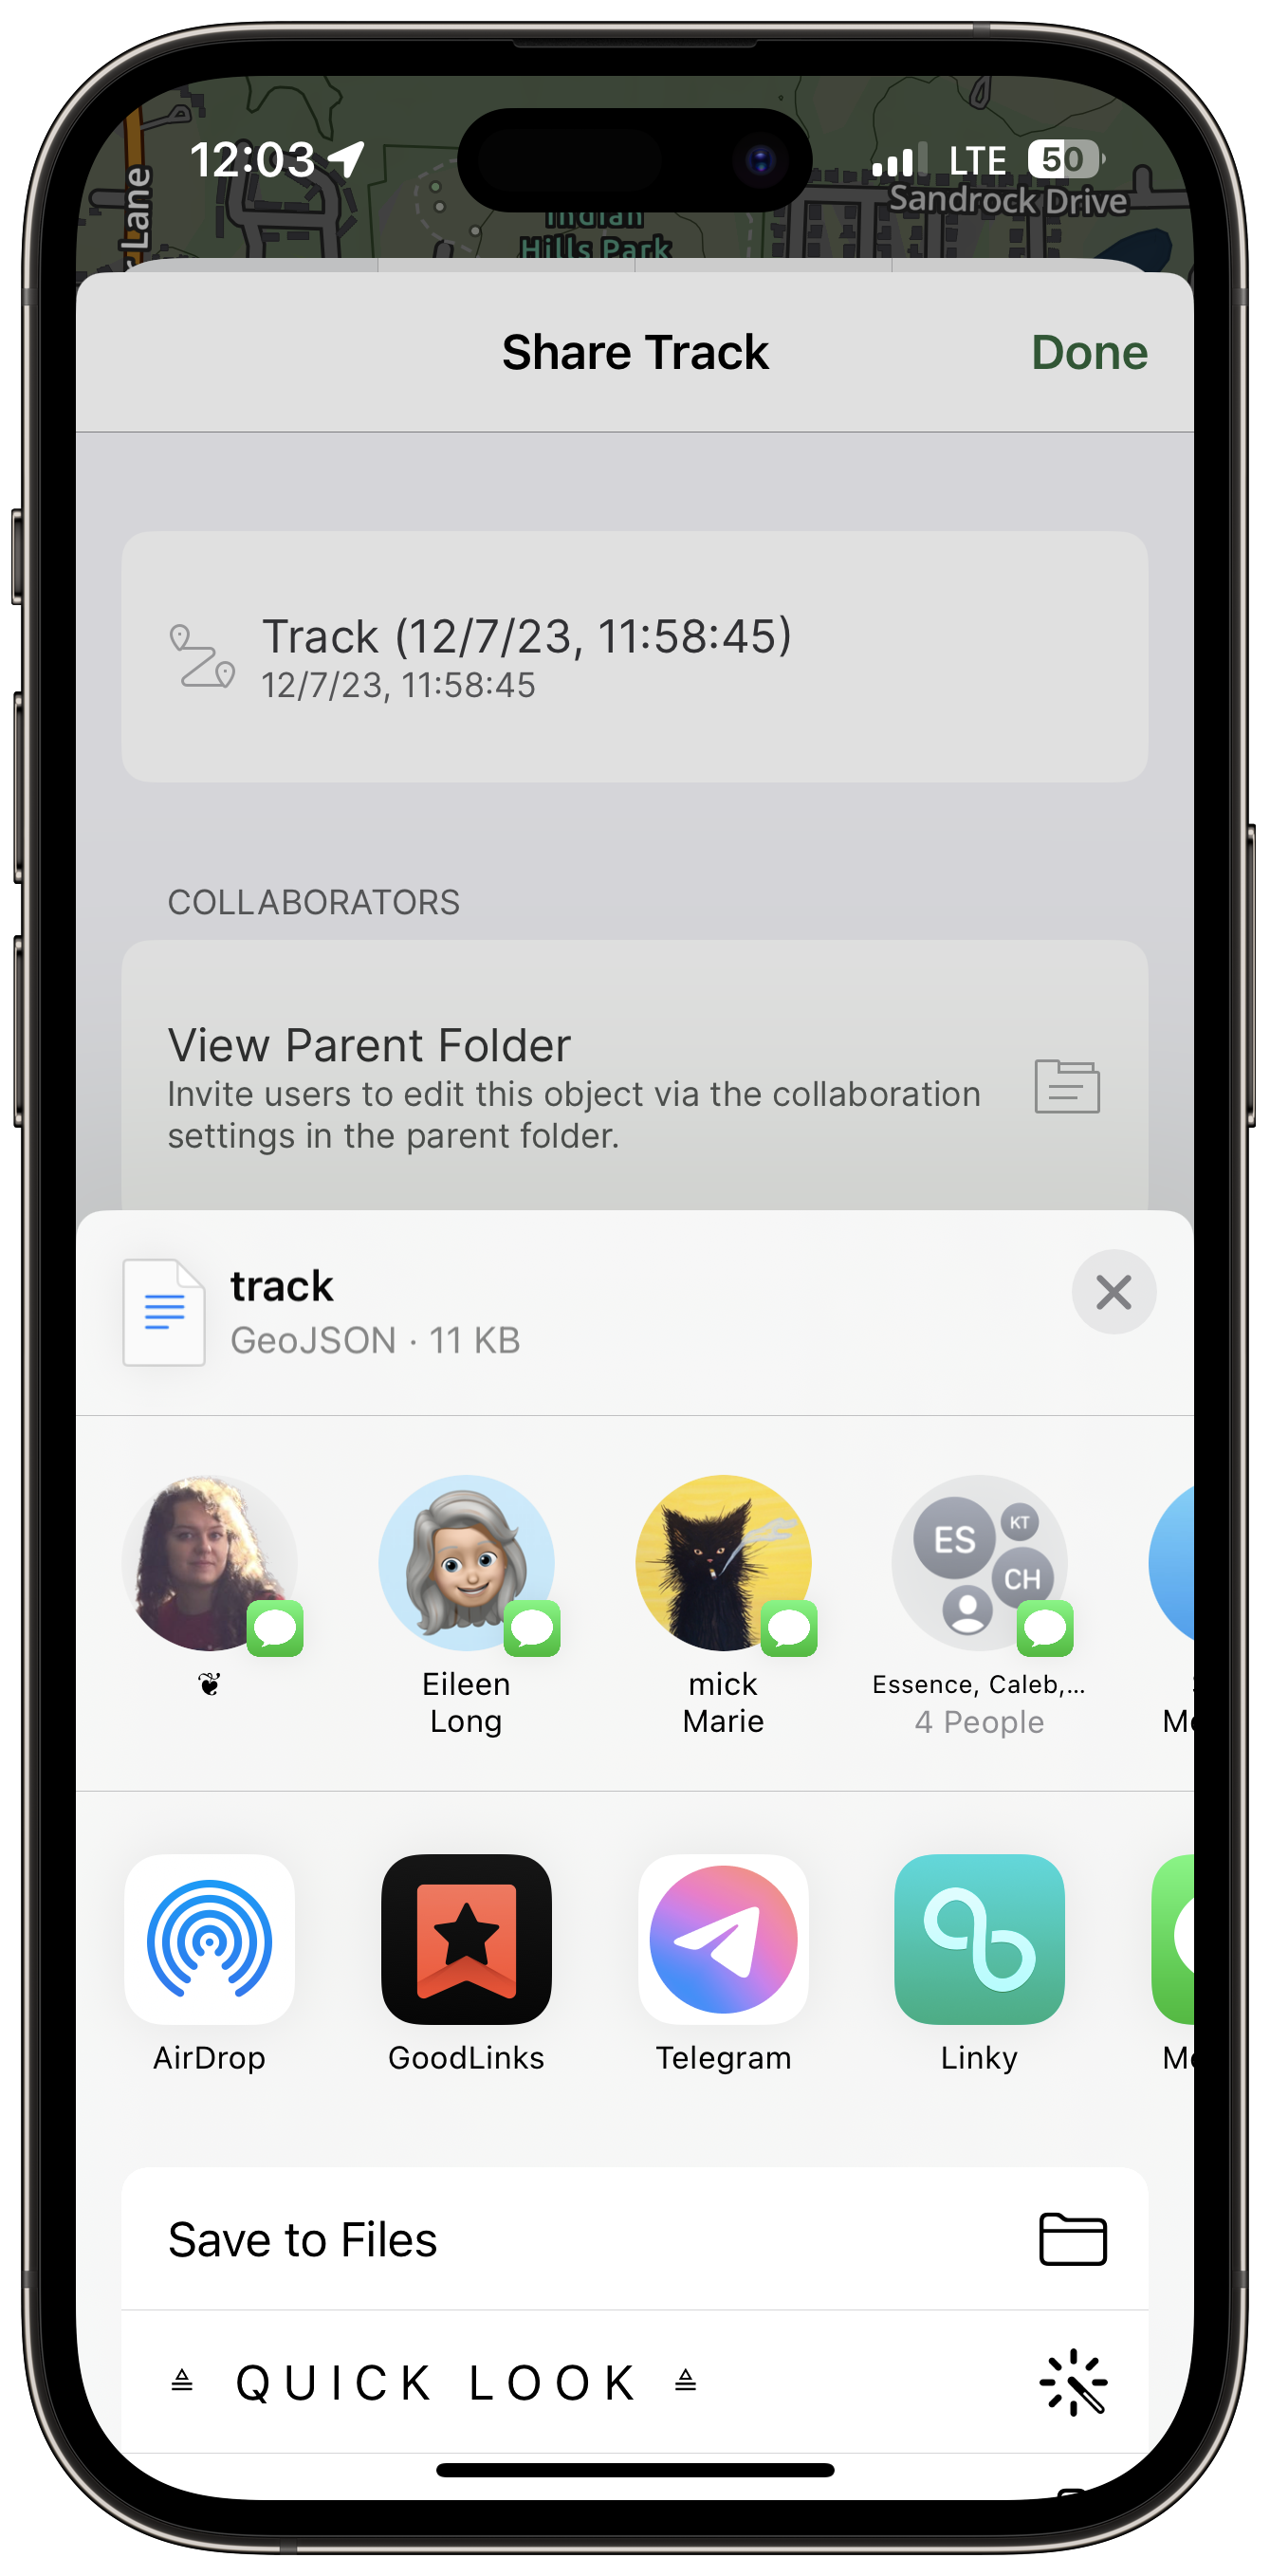 12:03
LTE
50
Lane
Indian
Hills Park
Sandrock Drive
Share Track
Done
Track (12/7/23, 11:58:45)
12/7/23, 11:58:45
COLLABORATORS
View Parent Folder
Invite users to edit this object via the collaboration
settings in the parent folder.
track
GeoJSON · 11 KB
ES
KT
CH
❦
Eileen
Long
mick
Marie
Essence, Caleb,...
4 People
AirDrop
GoodLinks
Telegram
Linky
Save to Files
≙ QUICK LOOK ≙